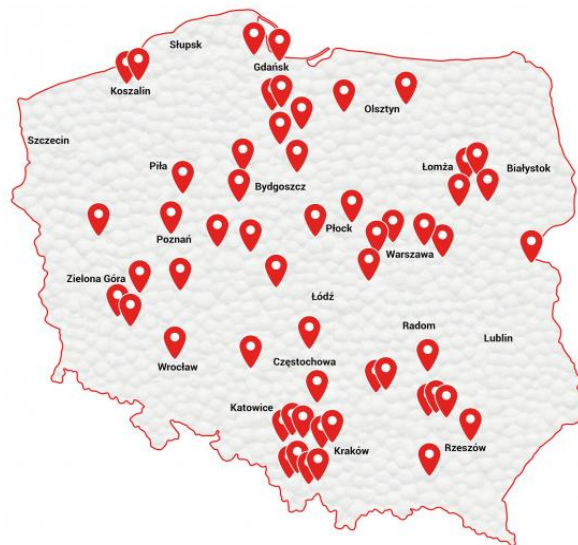 Słupsk
Gdańsk
Koszalin
Olsztyn
Szczecin
Piła
Łomża
Białystok
Bydgoszcz
Poznań
Płock
Warszawa
Zielona Góra
Łódź
Radom
Lublin
Wrocław
Częstochowa
Katowice
Kraków
Rzeszów